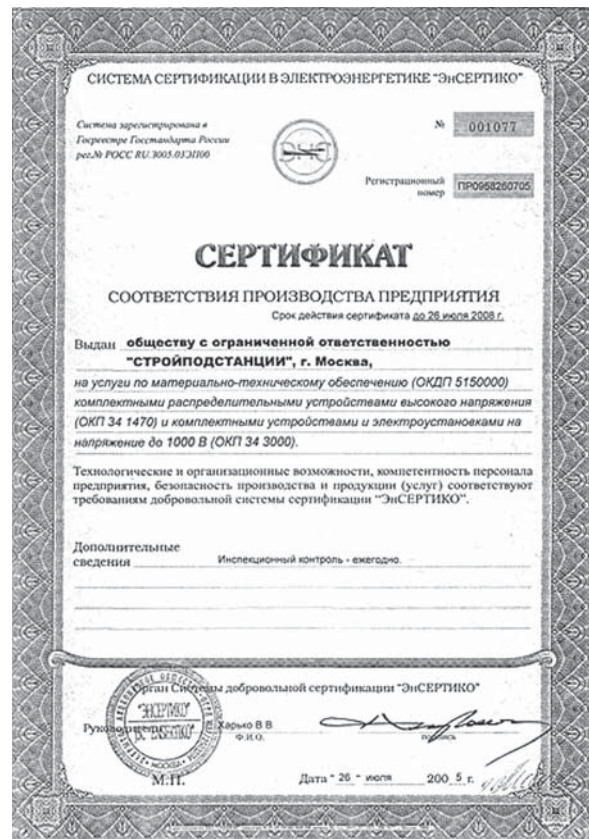 СИСТЕМА СЕРТИФИКАЦИИ В ЭЛЕКТРОЭНЕРГЕТИКЕ "ЭнСЕРТИКО"
Система зарегистрирована в
Госреестре Госстандарта России
рег.№ РОСС RU.3005.03ЭП00
№ 001077
ЭНС
Регистрационный
номер ПР0958260705
СЕРТИФИКАТ
СООТВЕТСТВИЯ ПРОИЗВОДСТВА ПРЕДПРИЯТИЯ
Срок действия сертификата до 26 июля 2008 г.
Выдан обществу с ограниченной ответственностью
"СТРОЙПОДСТАНЦИИ", г. Москва,
на услуги по материально-техническому обеспечению (ОКДП 5150000)
комплектными распределительными устройствами высокого напряжения
(ОКП 34 1470) и комплектными устройствами и электроустановками на
напряжение до 1000 В (ОКП 34 3000).
Технологические и организационные возможности, компетентность персонала
предприятия, безопасность производства и продукции (услуг) соответствуют
требованиям добровольной системы сертификации "ЭнСЕРТИКО".
Дополнительные
сведения Инспекционный контроль - ежегодно.
Орган Системы добровольной сертификации "ЭнСЕРТИКО"
"ЭНСЕРТИКО"
Руководитель Харько В.В.
Ф.И.О. подпись
МОСКВА
М.П. Дата " 26 " июля 200 5 г.